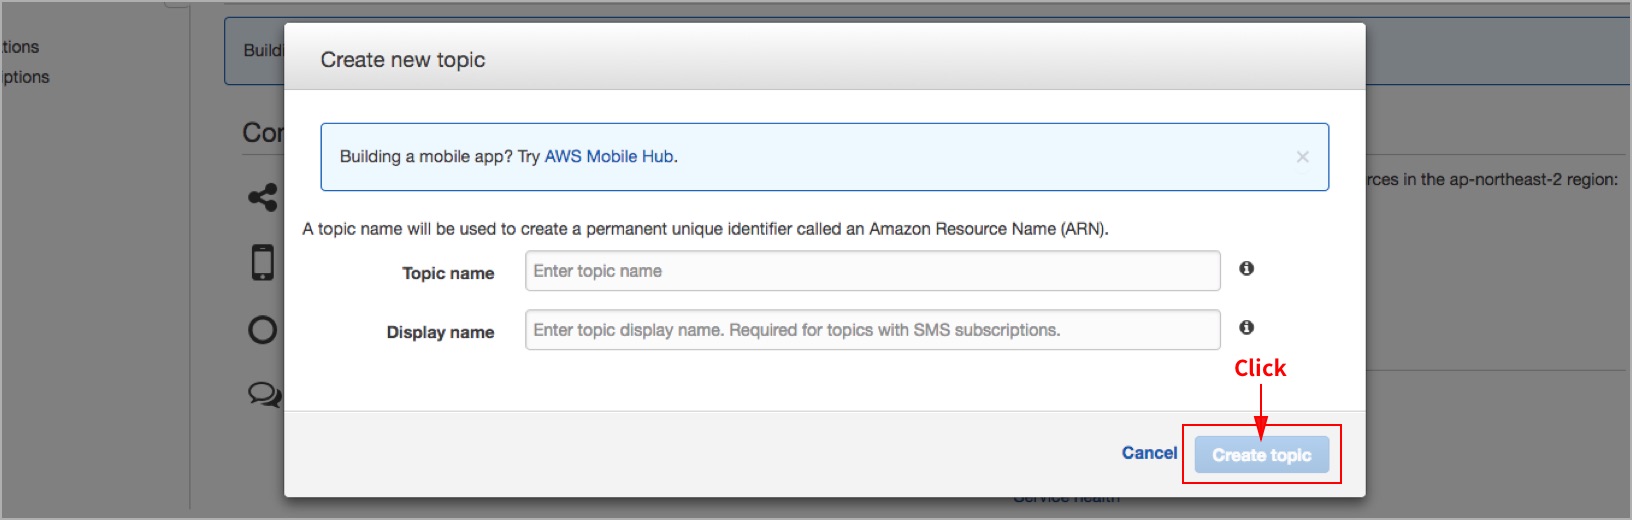 tions
iptions
Buildi
Create new topic
Building a mobile app? Try AWS Mobile Hub.
×
Con
rces in the ap-northeast-2 region:
A topic name will be used to create a permanent unique identifier called an Amazon Resource Name (ARN).
Topic name
Enter topic name
Display name
Enter topic display name. Required for topics with SMS subscriptions.
Click
Cancel
Create topic
Service health